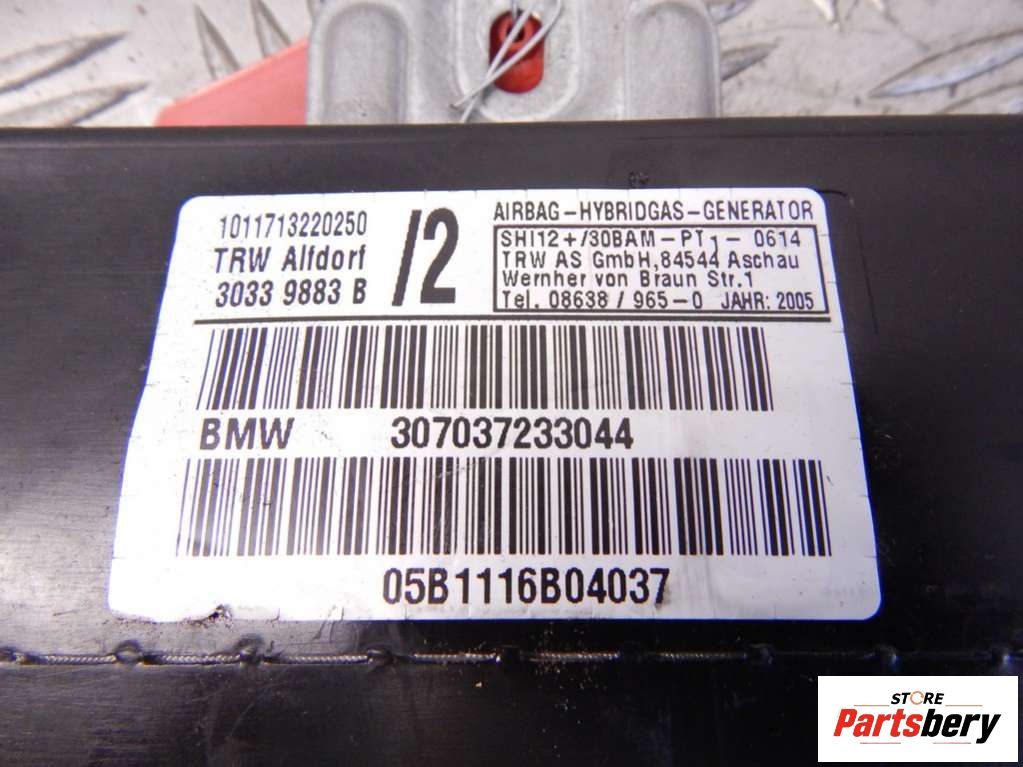 1011713220250
TRW Alfdorf
3033 9883 B
/2
AIRBAG-HYBRIDGAS-GENERATOR
SHI12+/30BAM-PT1- 0614
TRW AS GmbH,84544 Aschau
Wernher von Braun Str.1
Tel. 08638 / 965-0 JAHR: 2005
BMW 307037233044
05B1116B04037
STORE
Partsbery